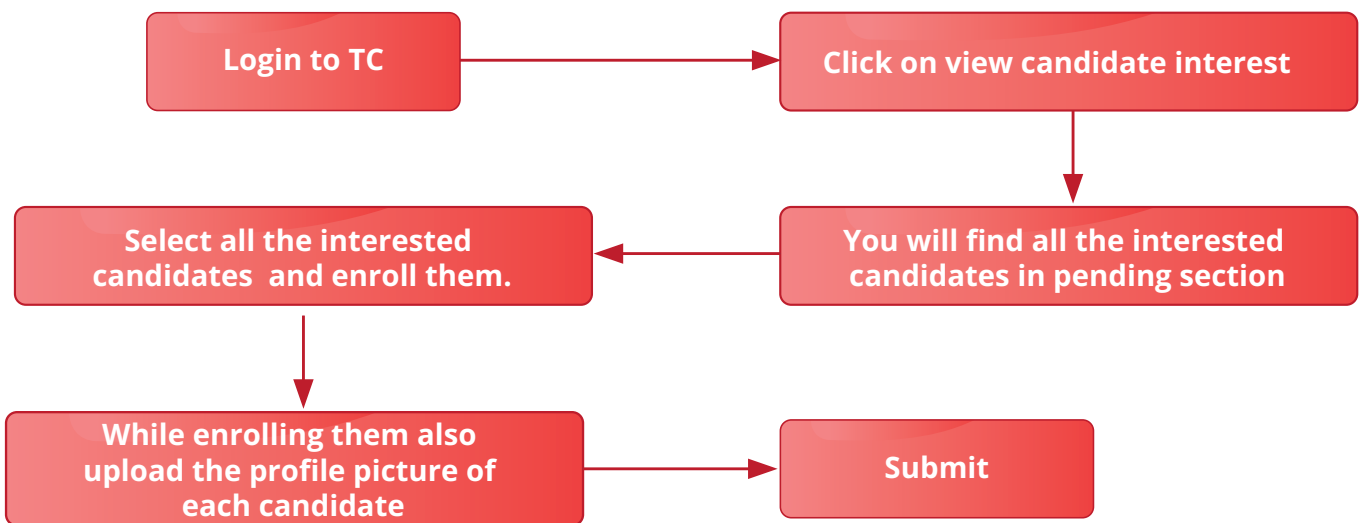 Login to TC
Click on view candidate interest
You will find all the interested
candidates in pending section
Select all the interested
candidates and enroll them.
While enrolling them also
upload the profile picture of
each candidate
Submit